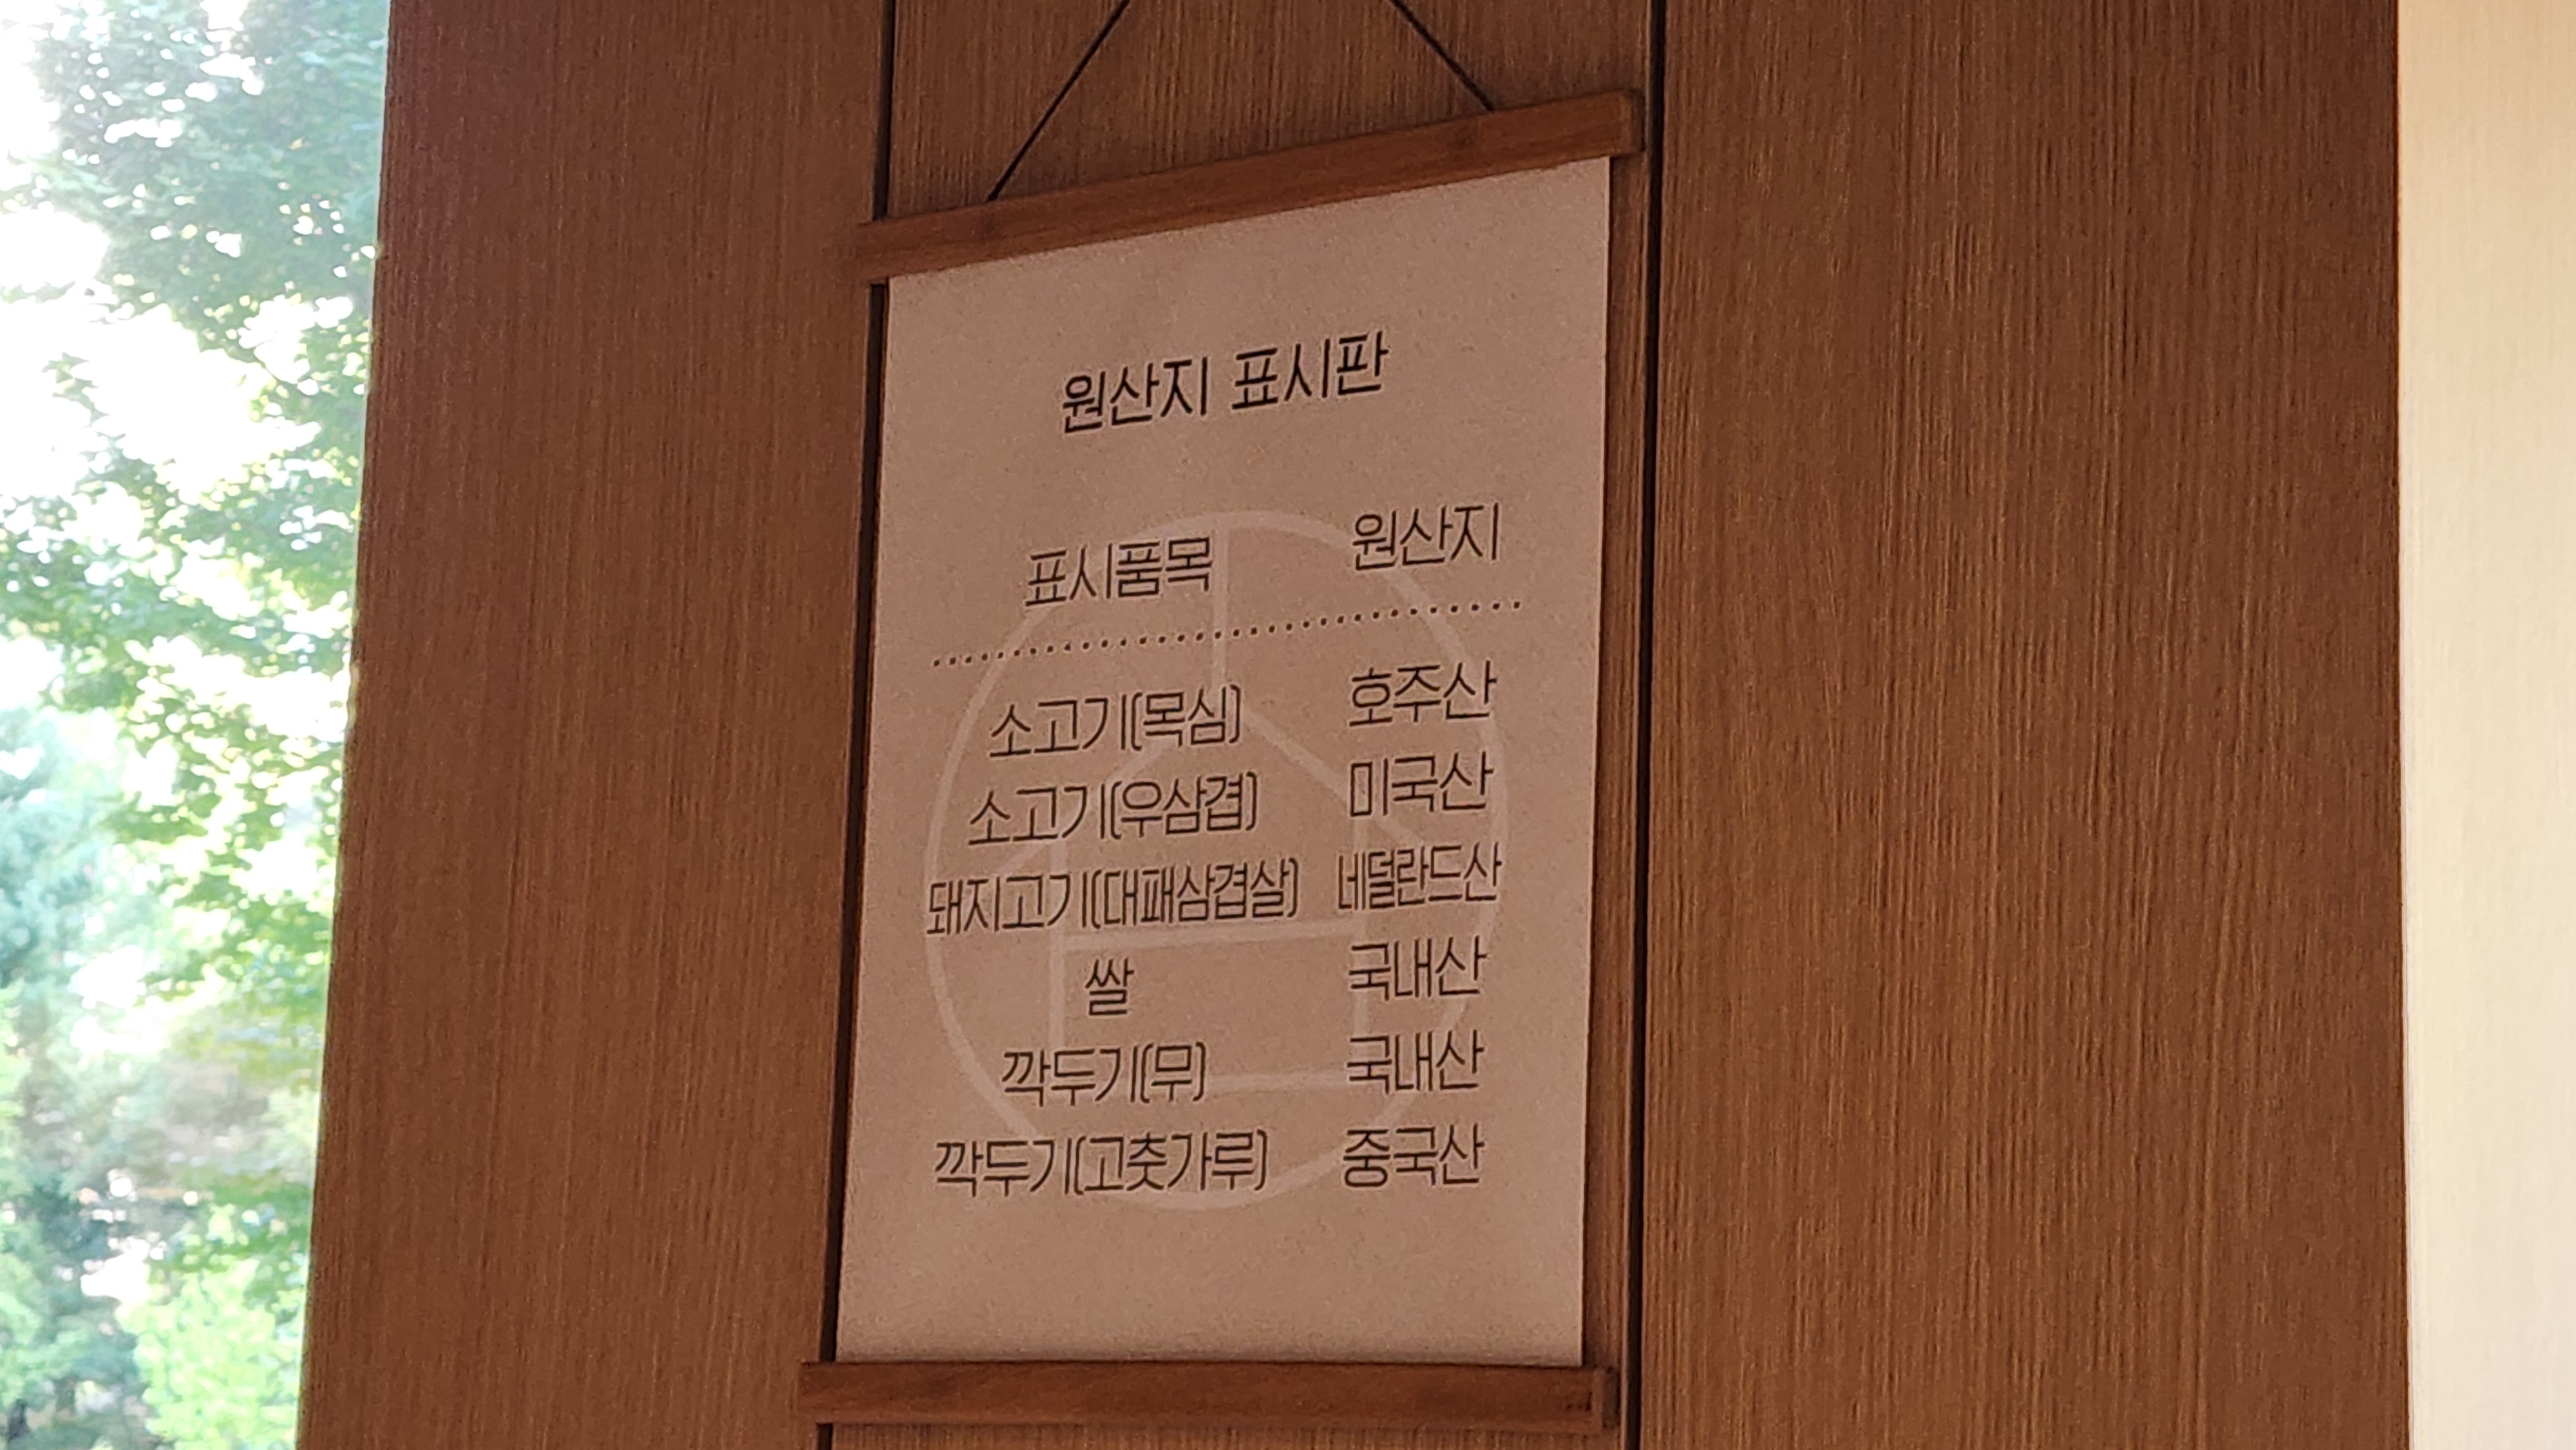 원산지 표시판
표시품목 원산지
소고기(목심) 호주산
소고기(우삼겹) 미국산
돼지고기(대패삼겹살) 네덜란드산
쌀 국내산
깍두기(무) 국내산
깍두기(고춧가루) 중국산